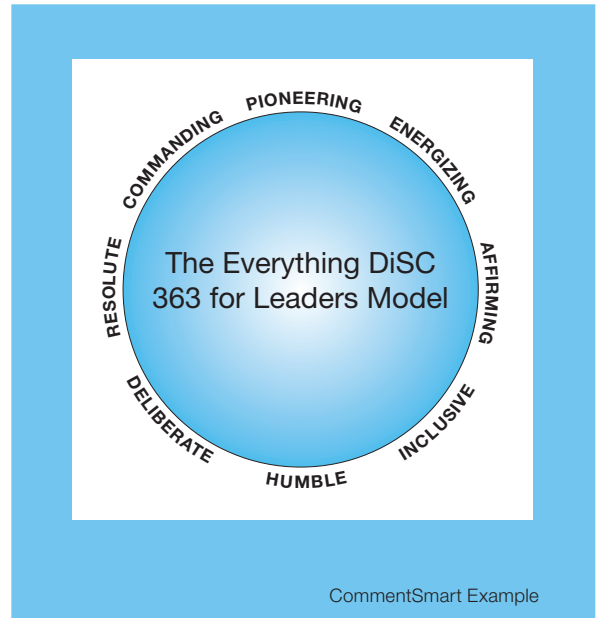 PIONEERING
ENERGIZING
AFFIRMING
INCLUSIVE
HUMBLE
DELIBERATE
RESOLUTE
COMMANDING
The Everything DiSC
363 for Leaders Model
CommentSmart Example